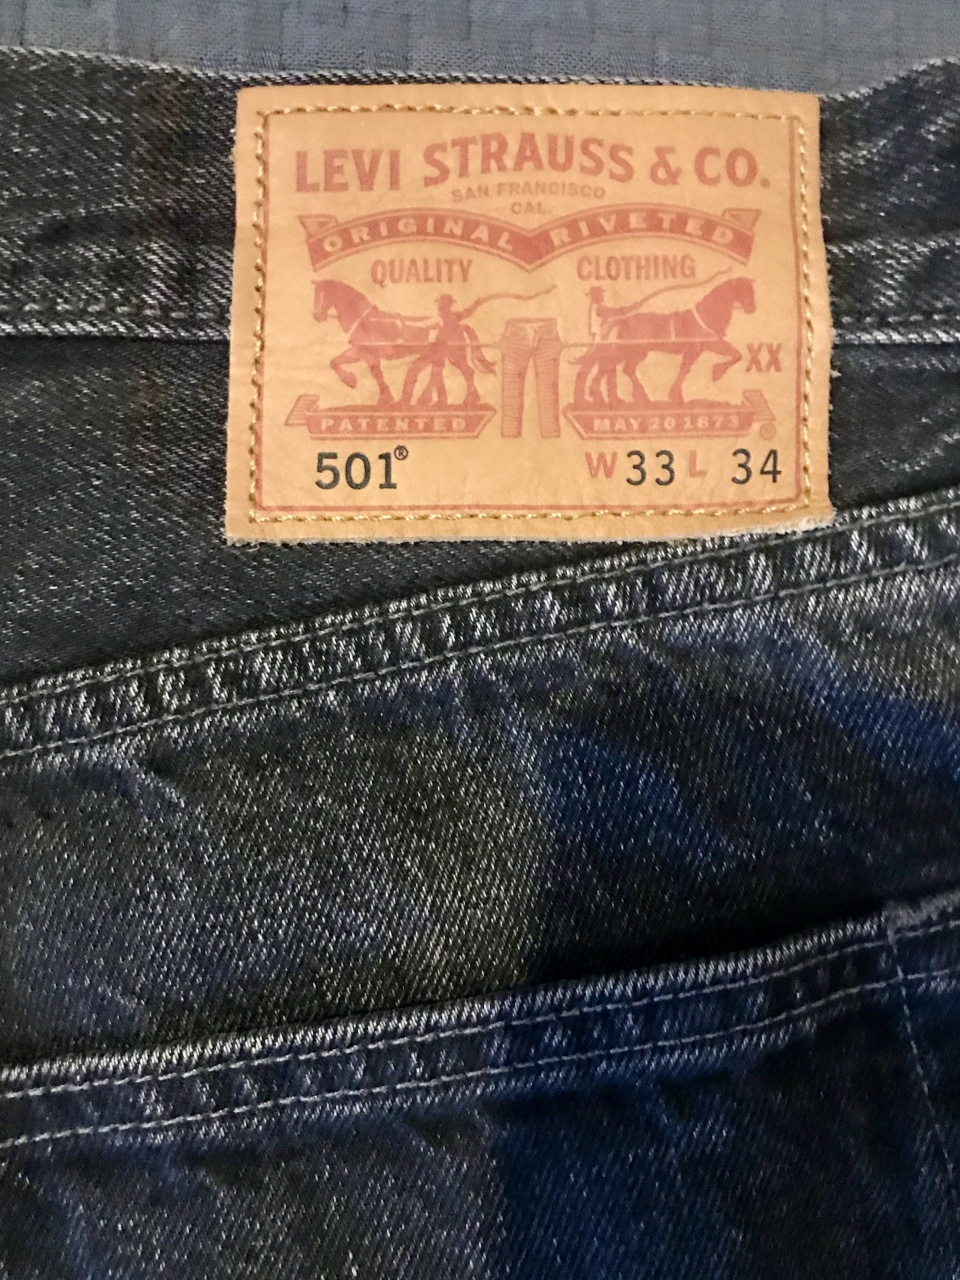 LEVI STRAUSS & CO.
SAN FRANCISCO
CAL.
ORIGINAL RIVETED
QUALITY CLOTHING
XX
PATENTED MAY 20 1873 ®
501® W 33 L 34